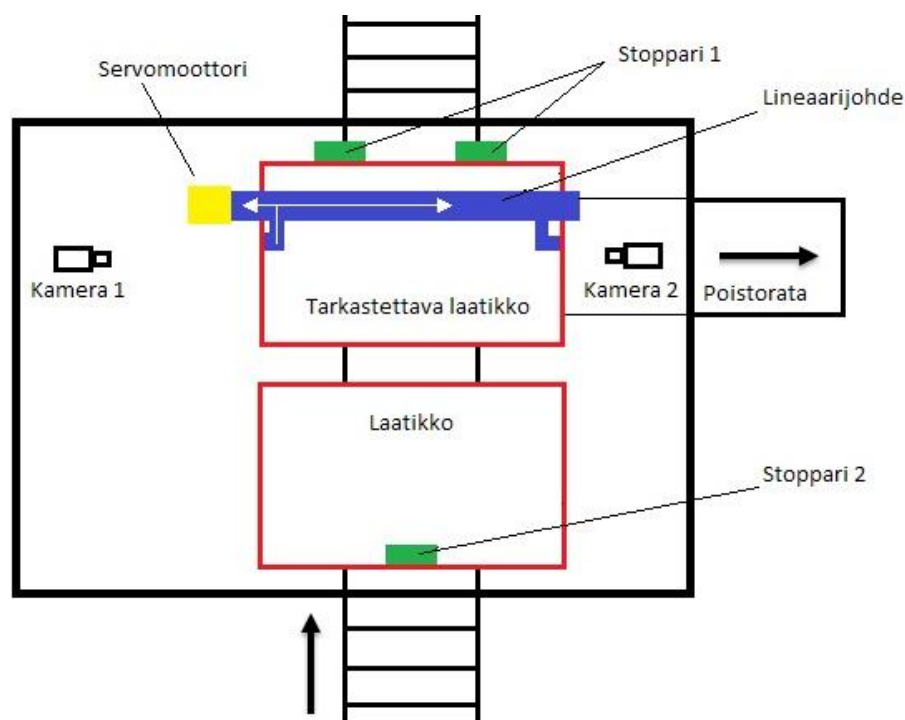 Stoppari 1
Servomoottori
Lineaarijohde
Kamera 1
Kamera 2
Poistorata
Tarkastettava laatikko
Laatikko
Stoppari 2